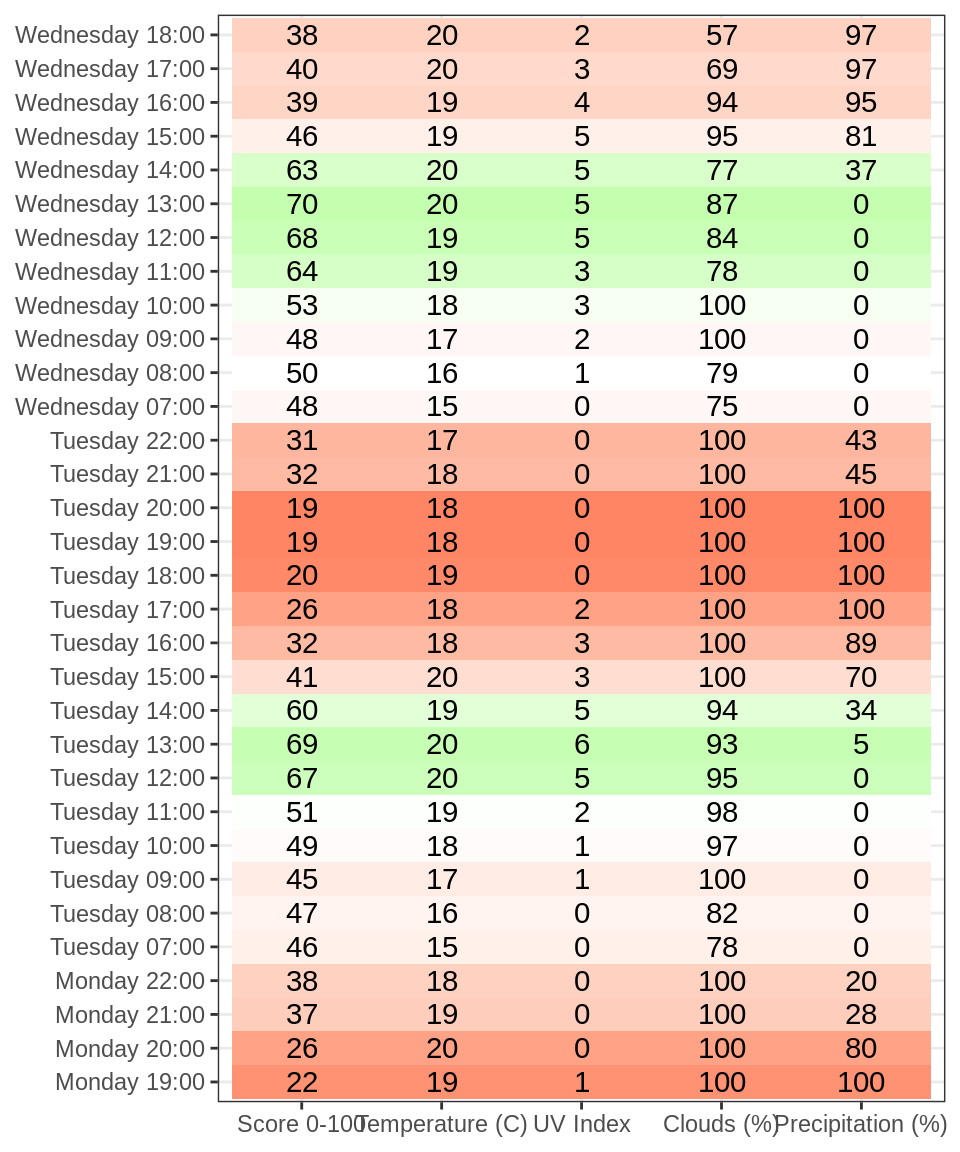 Wednesday 18:00 38 20 2 57 97
Wednesday 17:00 40 20 3 69 97
Wednesday 16:00 39 19 4 94 95
Wednesday 15:00 46 19 5 95 81
Wednesday 14:00 63 20 5 77 37
Wednesday 13:00 70 20 5 87 0
Wednesday 12:00 68 19 5 84 0
Wednesday 11:00 64 19 3 78 0
Wednesday 10:00 53 18 3 100 0
Wednesday 09:00 48 17 2 100 0
Wednesday 08:00 50 16 1 79 0
Wednesday 07:00 48 15 0 75 0
Tuesday 22:00 31 17 0 100 43
Tuesday 21:00 32 18 0 100 45
Tuesday 20:00 19 18 0 100 100
Tuesday 19:00 19 18 0 100 100
Tuesday 18:00 20 19 0 100 100
Tuesday 17:00 26 18 2 100 100
Tuesday 16:00 32 18 3 100 89
Tuesday 15:00 41 20 3 100 70
Tuesday 14:00 60 19 5 94 34
Tuesday 13:00 69 20 6 93 5
Tuesday 12:00 67 20 5 95 0
Tuesday 11:00 51 19 2 98 0
Tuesday 10:00 49 18 1 97 0
Tuesday 09:00 45 17 1 100 0
Tuesday 08:00 47 16 0 82 0
Tuesday 07:00 46 15 0 78 0
Monday 22:00 38 18 0 100 20
Monday 21:00 37 19 0 100 28
Monday 20:00 26 20 0 100 80
Monday 19:00 22 19 1 100 100
Score 0-100 Temperature (C) UV Index Clouds (%) Precipitation (%)